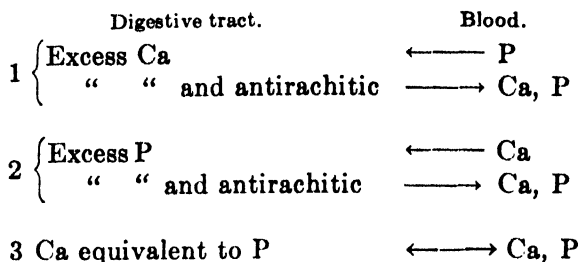 Digestive tract. Blood.
1 { Excess Ca ←—— P
“ “ and antirachitic ——→ Ca, P
2 { Excess P ←—— Ca
“ “ and antirachitic ——→ Ca, P
3 Ca equivalent to P ←——→ Ca, P